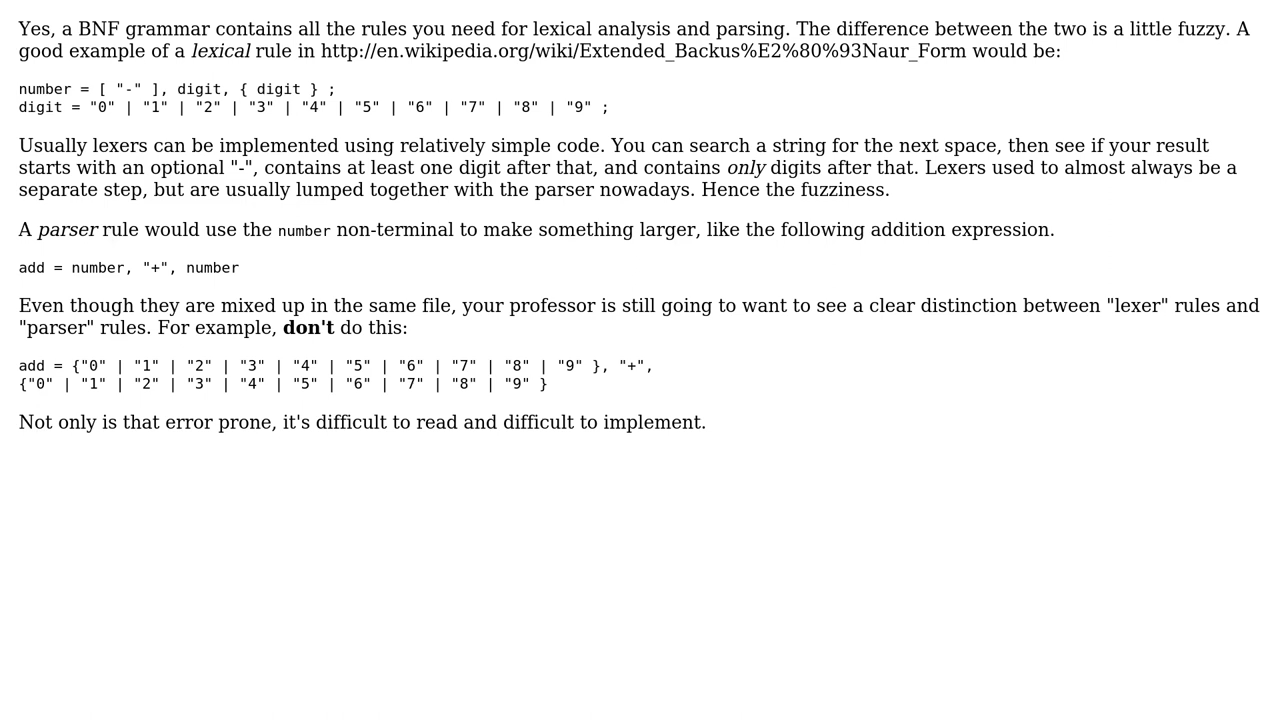 Yes, a BNF grammar contains all the rules you need for lexical analysis and parsing. The difference between the two is a little fuzzy. A
good example of a lexical rule in http://en.wikipedia.org/wiki/Extended_Backus%E2%80%93Naur_Form would be:
number = [ "-" ], digit, { digit } ;
digit = "0" | "1" | "2" | "3" | "4" | "5" | "6" | "7" | "8" | "9" ;
Usually lexers can be implemented using relatively simple code. You can search a string for the next space, then see if your result
starts with an optional "-", contains at least one digit after that, and contains only digits after that. Lexers used to almost always be a
separate step, but are usually lumped together with the parser nowadays. Hence the fuzziness.
A parser rule would use the number non-terminal to make something larger, like the following addition expression.
add = number, "+", number
Even though they are mixed up in the same file, your professor is still going to want to see a clear distinction between "lexer" rules and
"parser" rules. For example, don't do this:
add = {"0" | "1" | "2" | "3" | "4" | "5" | "6" | "7" | "8" | "9" }, "+",
{"0" | "1" | "2" | "3" | "4" | "5" | "6" | "7" | "8" | "9" }
Not only is that error prone, it's difficult to read and difficult to implement.